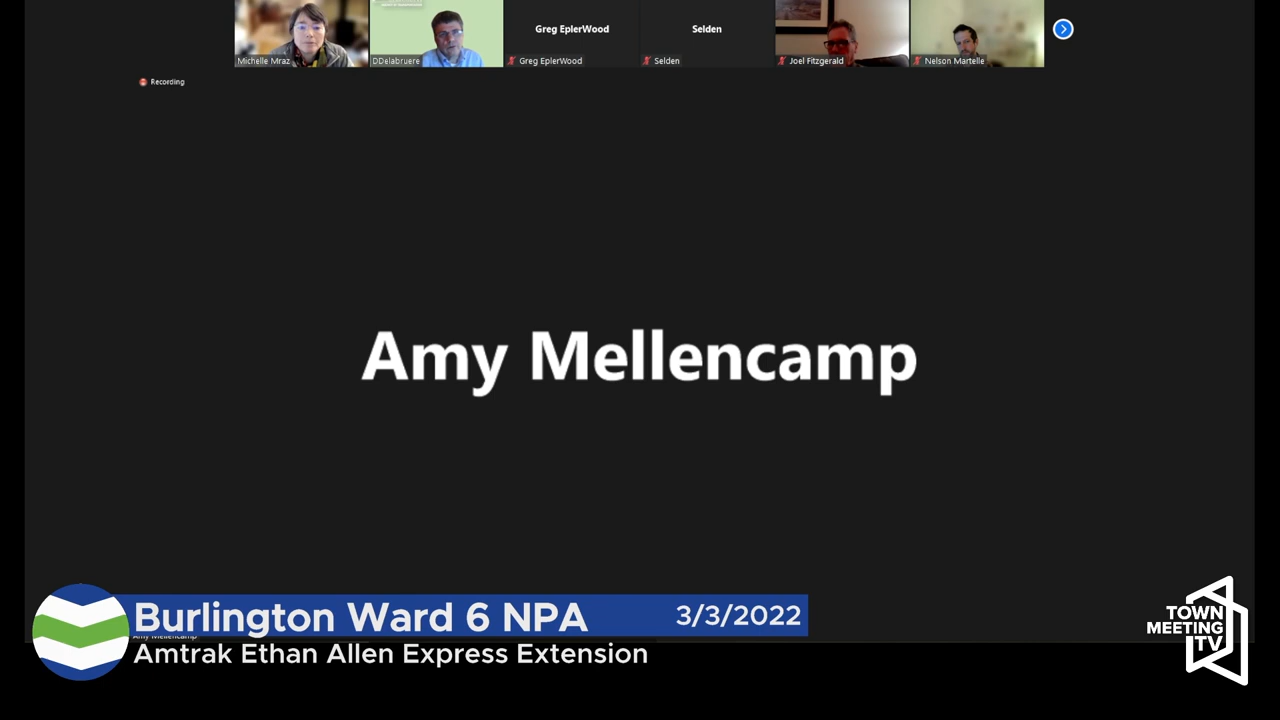 Greg EplerWood
Selden
Michelle Mraz
DDelabruere
Greg EplerWood
Selden
Joel Fitzgerald
Nelson Martelle
Recording
Amy Mellencamp
Burlington Ward 6 NPA
3/3/2022
Amy Mellencamp
Amtrak Ethan Allen Express Extension
TOWN
MEETING
TV